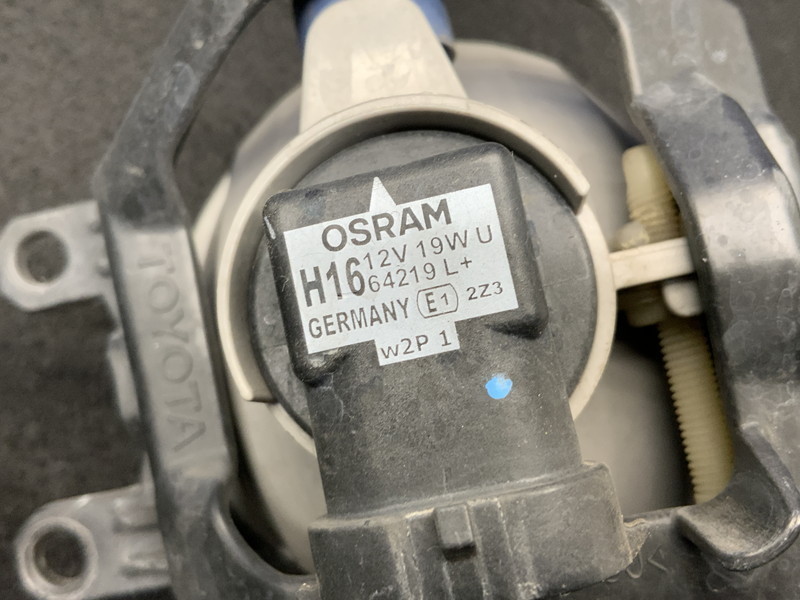 OSRAM
H16 12V 19W U
64219 L+
GERMANY E1 2Z3
w2P 1
TOYOTA